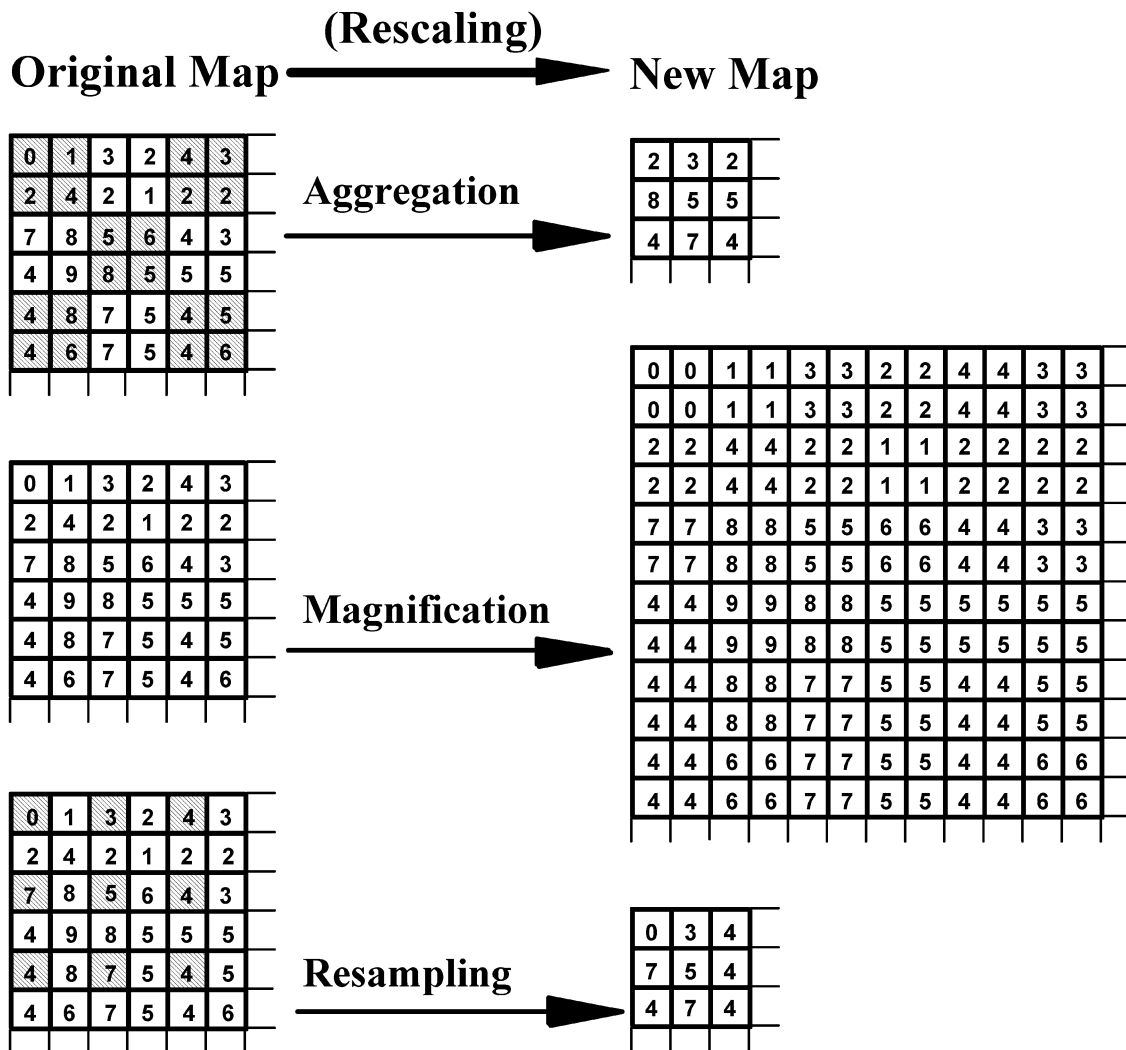 (Rescaling)
Original Map
New Map
0 1 3 2 4 3
2 4 2 1 2 2
7 8 5 6 4 3
4 9 8 5 5 5
4 8 7 5 4 5
4 6 7 5 4 6
Aggregation
2 3 2
8 5 5
4 7 4
0 1 3 2 4 3
2 4 2 1 2 2
7 8 5 6 4 3
4 9 8 5 5 5
4 8 7 5 4 5
4 6 7 5 4 6
Magnification
0 0 1 1 3 3 2 2 4 4 3 3
0 0 1 1 3 3 2 2 4 4 3 3
2 2 4 4 2 2 1 1 2 2 2 2
2 2 4 4 2 2 1 1 2 2 2 2
7 7 8 8 5 5 6 6 4 4 3 3
7 7 8 8 5 5 6 6 4 4 3 3
4 4 9 9 8 8 5 5 5 5 5 5
4 4 9 9 8 8 5 5 5 5 5 5
4 4 8 8 7 7 5 5 4 4 5 5
4 4 8 8 7 7 5 5 4 4 5 5
4 4 6 6 7 7 5 5 4 4 6 6
4 4 6 6 7 7 5 5 4 4 6 6
0 1 3 2 4 3
2 4 2 1 2 2
7 8 5 6 4 3
4 9 8 5 5 5
4 8 7 5 4 5
4 6 7 5 4 6
Resampling
0 3 4
7 5 4
4 7 4